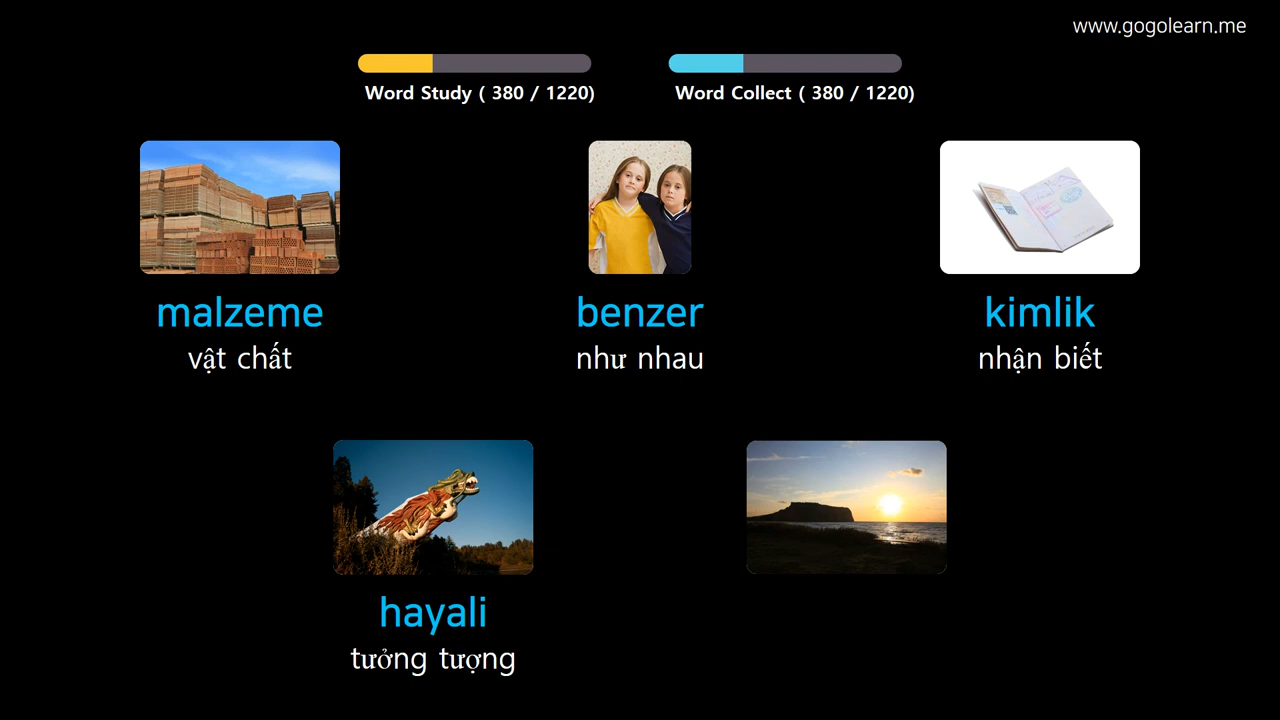 www.gogolearn.me
Word Study ( 380 / 1220)
Word Collect ( 380 / 1220)
malzeme
vật chất
benzer
như nhau
kimlik
nhận biết
hayali
tưởng tượng